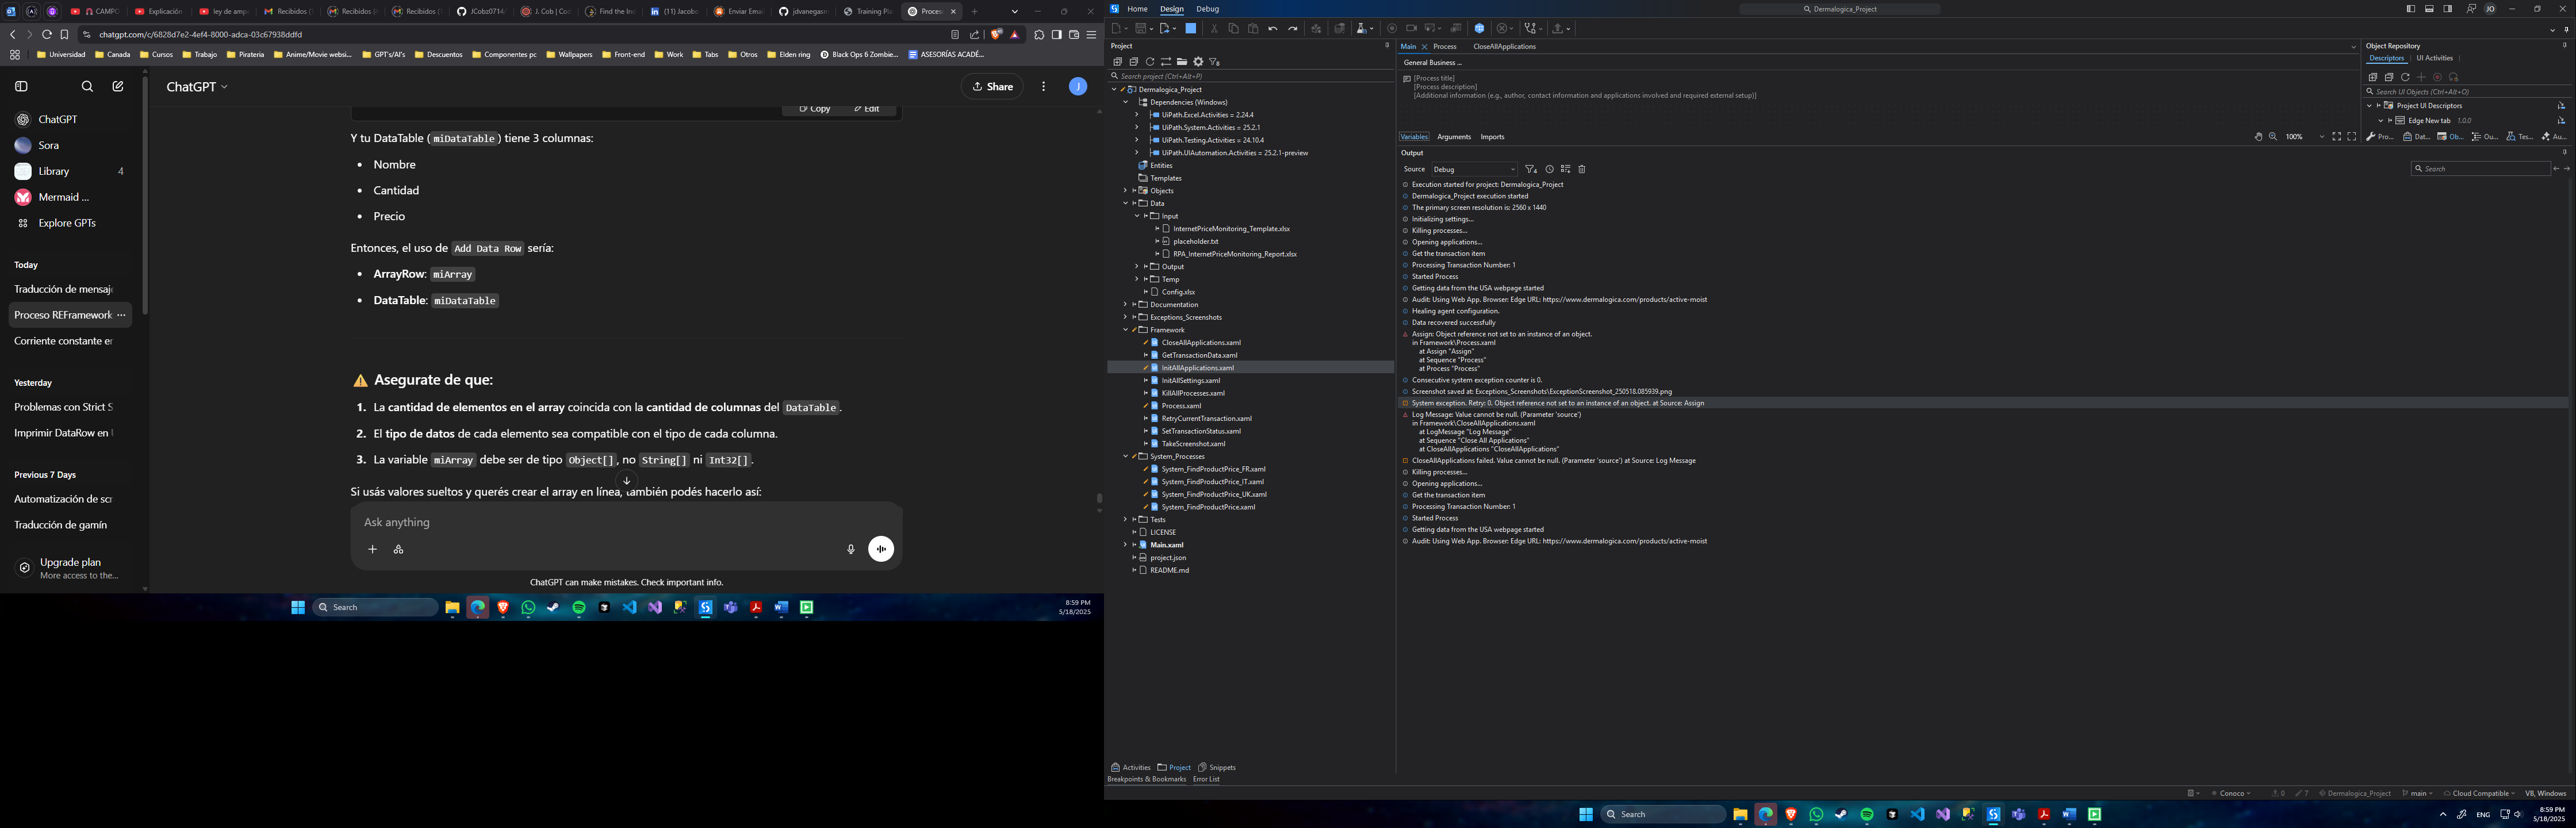 CAMPO
Explicación
ley de amp
Recibidos (
Recibidos (
Recibidos (
JCobz0714
J. Cob | Co
Find the In
(11) Jacobo
Enviar Emai
jdvanegas
Training Pl
Proces
chatgpt.com/c/6828d7e2-4ef4-8000-adca-03c67938ddfd
Universidad
Canada
Cursos
Trabajo
Pirateria
Anime/Movie websi...
GPT's/AI's
Descuentos
Componentes pc
Wallpapers
Front-end
Work
Tabs
Otros
Elden ring
Black Ops 6 Zombie...
ASESORÍAS ACADÉ...
ChatGPT
Share
J
ChatGPT
Sora
Library 4
Mermaid ...
Explore GPTs
Today
Traducción de mensaje
Proceso REFramework ...
Corriente constante en
Yesterday
Problemas con Strict S
Imprimir DataRow en
Previous 7 Days
Automatización de scr
Traducción de gamín
Upgrade plan
More access to the...
Copy Edit
Y tu DataTable (miDataTable) tiene 3 columnas:
• Nombre
• Cantidad
• Precio
Entonces, el uso de Add Data Row sería:
• ArrayRow: miArray
• DataTable: miDataTable
⚠️ Asegurate de que:
1. La cantidad de elementos en el array coincida con la cantidad de columnas del DataTable.
2. El tipo de datos de cada elemento sea compatible con el tipo de cada columna.
3. La variable miArray debe ser de tipo Object[], no String[] ni Int32[].
Si usás valores sueltos y querés crear el array en línea, también podés hacerlo así:
Ask anything
ChatGPT can make mistakes. Check important info.
Search
8:59 PM
5/18/2025
Home Design Debug
Dermalogica_Project
JO
Project
Search project (Ctrl+Alt+P)
Dermalogica_Project
Dependencies (Windows)
UiPath.Excel.Activities = 2.24.4
UiPath.System.Activities = 25.2.1
UiPath.Testing.Activities = 24.10.4
UiPath.UIAutomation.Activities = 25.2.1-preview
Entities
Templates
Objects
Data
Input
InternetPriceMonitoring_Template.xlsx
placeholder.txt
RPA_InternetPriceMonitoring_Report.xlsx
Output
Temp
Config.xlsx
Documentation
Exceptions_Screenshots
Framework
CloseAllApplications.xaml
GetTransactionData.xaml
InitAllApplications.xaml
InitAllSettings.xaml
KillAllProcesses.xaml
Process.xaml
RetryCurrentTransaction.xaml
SetTransactionStatus.xaml
TakeScreenshot.xaml
System_Processes
System_FindProductPrice_FR.xaml
System_FindProductPrice_IT.xaml
System_FindProductPrice_UK.xaml
System_FindProductPrice.xaml
Tests
LICENSE
Main.xaml
project.json
README.md
Activities Project Snippets
Breakpoints & Bookmarks Error List
Main Process CloseAllApplications
General Business ...
[Process title]
[Process description]
[Additional information (e.g., author, contact information and applications involved and required external setup)]
Variables Arguments Imports
100%
Output
Source Debug
Search
Execution started for project: Dermalogica_Project
Dermalogica_Project execution started
The primary screen resolution is: 2560 x 1440
Initializing settings...
Killing processes...
Opening applications...
Get the transaction item
Processing Transaction Number: 1
Started Process
Getting data from the USA webpage started
Audit: Using Web App. Browser: Edge URL: https://www.dermalogica.com/products/active-moist
Healing agent configuration.
Data recovered successfully
Assign: Object reference not set to an instance of an object.
in Framework\Process.xaml
at Assign "Assign"
at Sequence "Process"
at Process "Process"
Consecutive system exception counter is 0.
Screenshot saved at: Exceptions_Screenshots\ExceptionScreenshot_250518.085939.png
System exception. Retry: 0. Object reference not set to an instance of an object. at Source: Assign
Log Message: Value cannot be null. (Parameter 'source')
in Framework\CloseAllApplications.xaml
at LogMessage "Log Message"
at Sequence "Close All Applications"
at CloseAllApplications "CloseAllApplications"
CloseAllApplications failed. Value cannot be null. (Parameter 'source') at Source: Log Message
Killing processes...
Opening applications...
Get the transaction item
Processing Transaction Number: 1
Started Process
Getting data from the USA webpage started
Audit: Using Web App. Browser: Edge URL: https://www.dermalogica.com/products/active-moist
Object Repository
Descriptors UI Activities
Search UI Objects (Ctrl+Alt+O)
Project UI Descriptors
Edge New tab 1.0.0
Pro... Dat... Ob... Ou... Tes... Au...
Conoco
0
7
Dermalogica_Project
main
Cloud Compatible
VB, Windows
Search
ENG
8:59 PM
5/18/2025